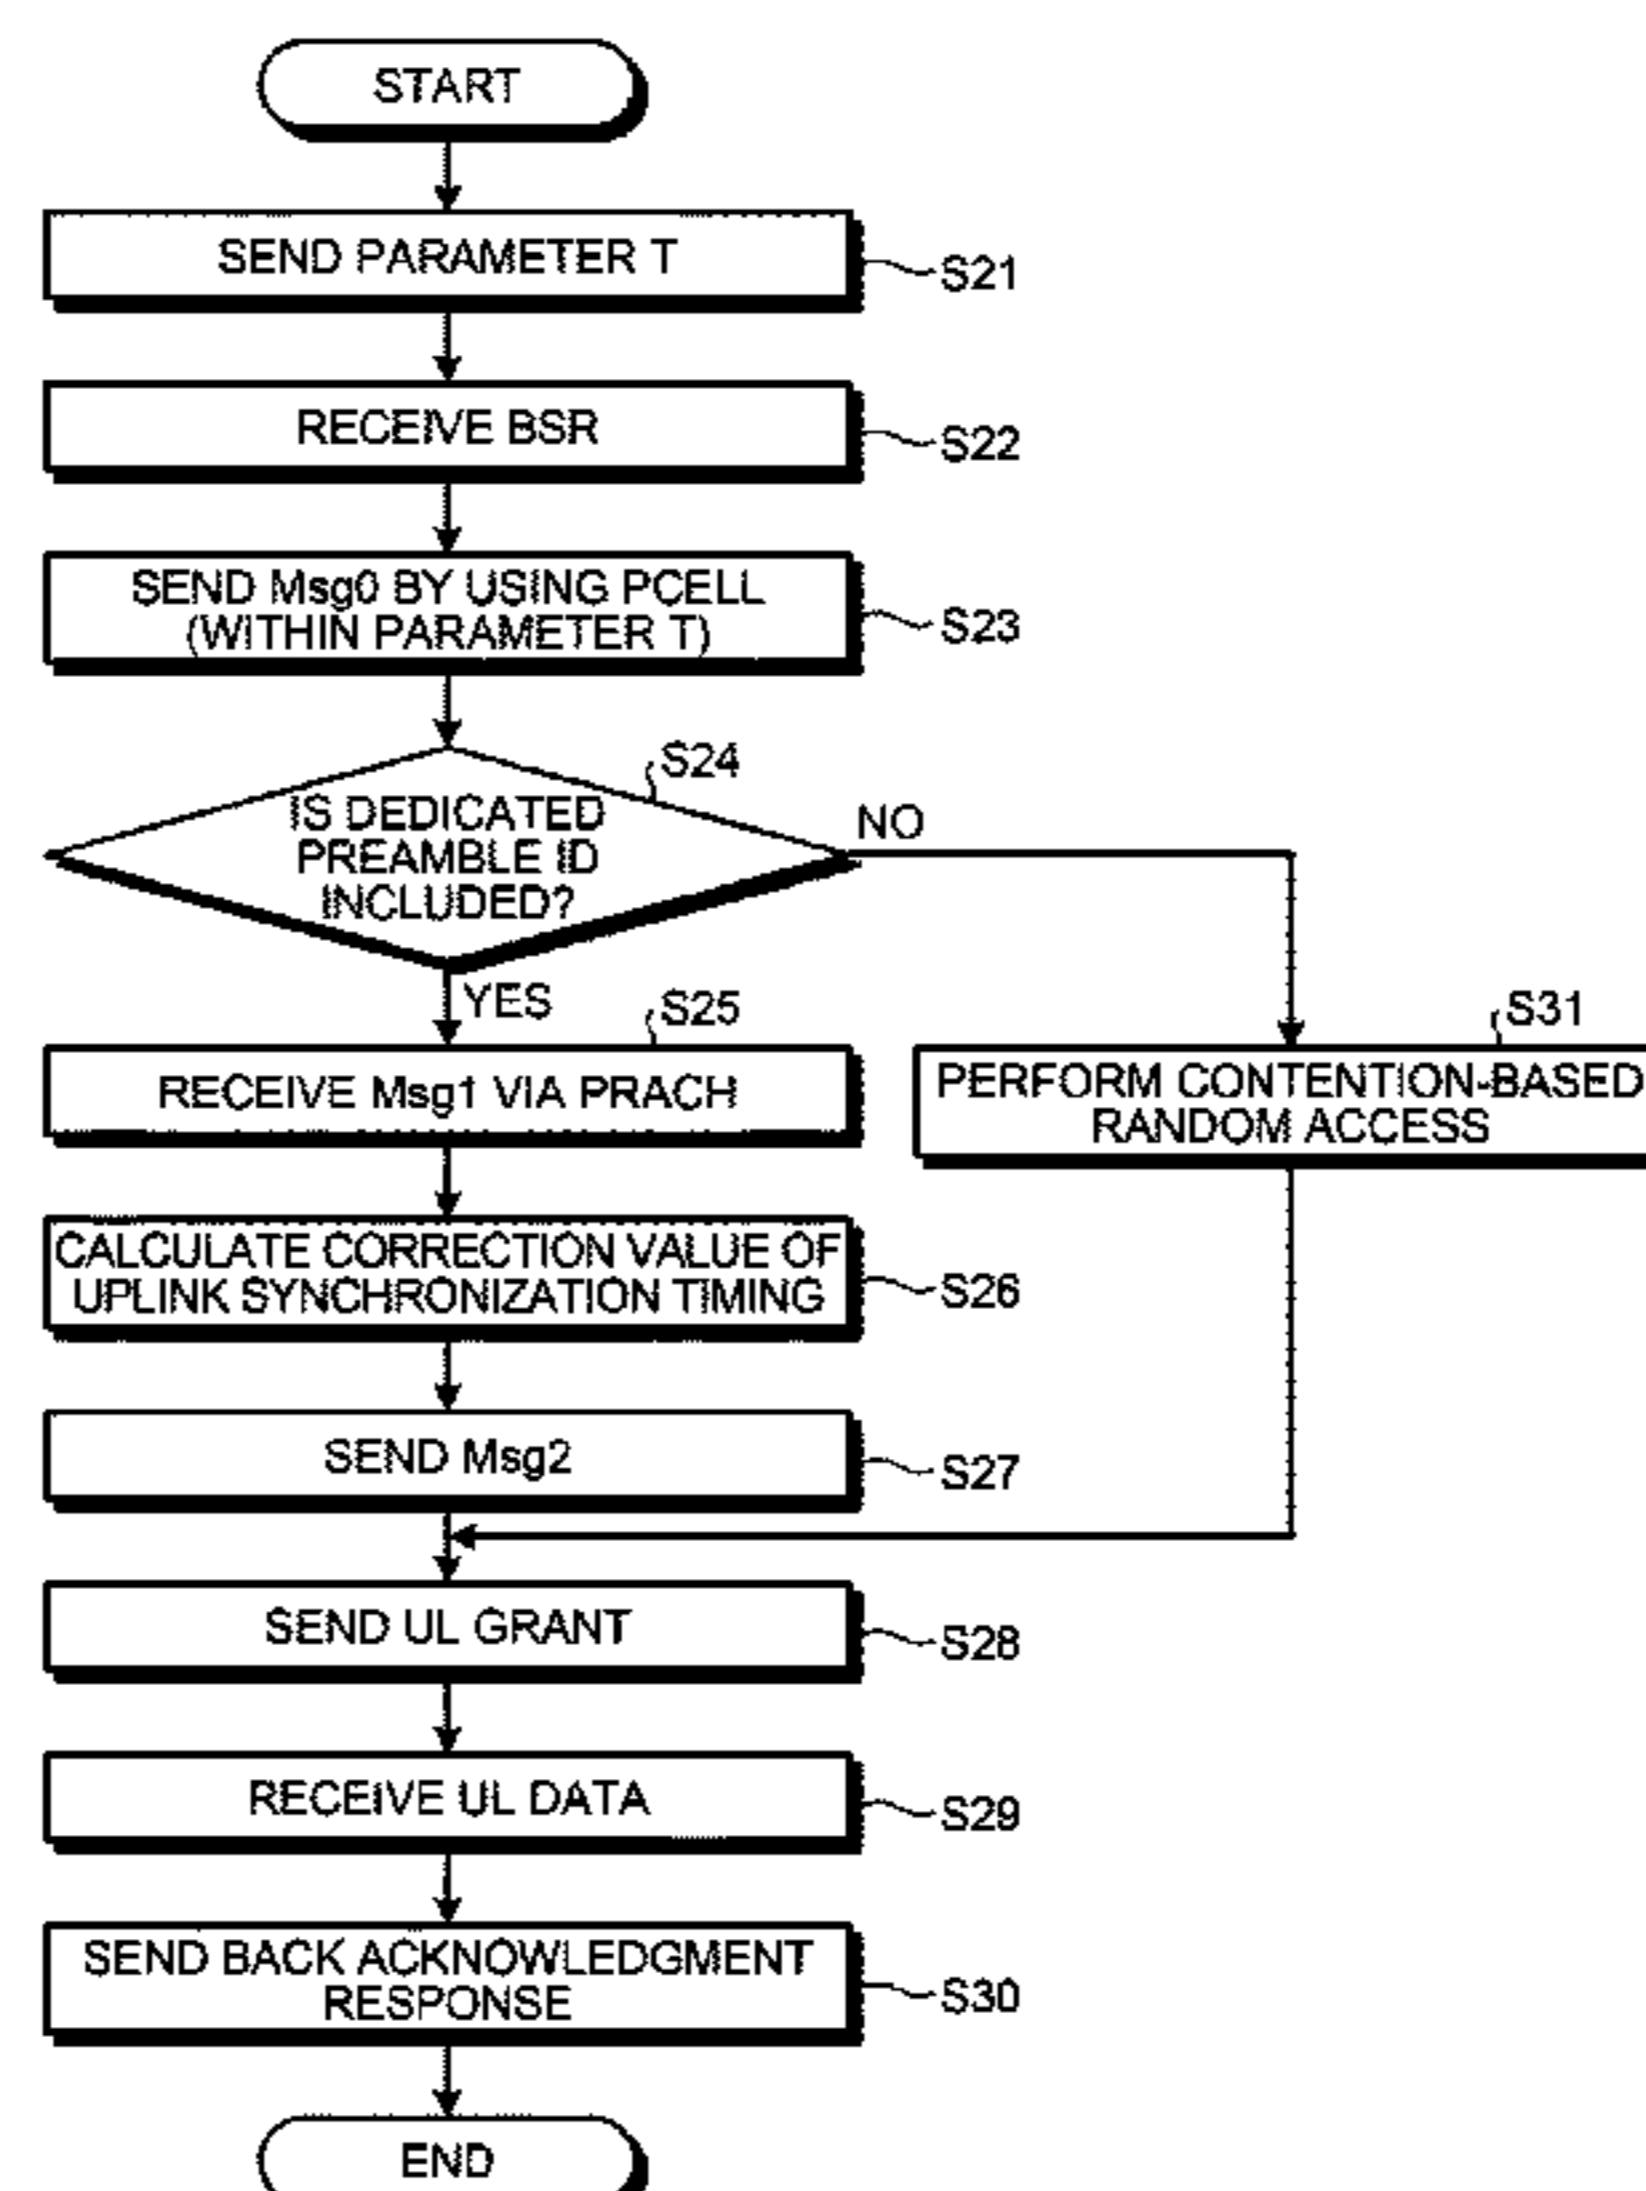 START
SEND PARAMETER T
S21
RECEIVE BSR
S22
SEND Msg0 BY USING PCELL
(WITHIN PARAMETER T)
S23
S24
IS DEDICATED
PREAMBLE ID
INCLUDED?
NO
YES
S25
RECEIVE Msg1 VIA PRACH
S31
PERFORM CONTENTION-BASED
RANDOM ACCESS
CALCULATE CORRECTION VALUE OF
UPLINK SYNCHRONIZATION TIMING
S26
SEND Msg2
S27
SEND UL GRANT
S28
RECEIVE UL DATA
S29
SEND BACK ACKNOWLEDGMENT
RESPONSE
S30
END